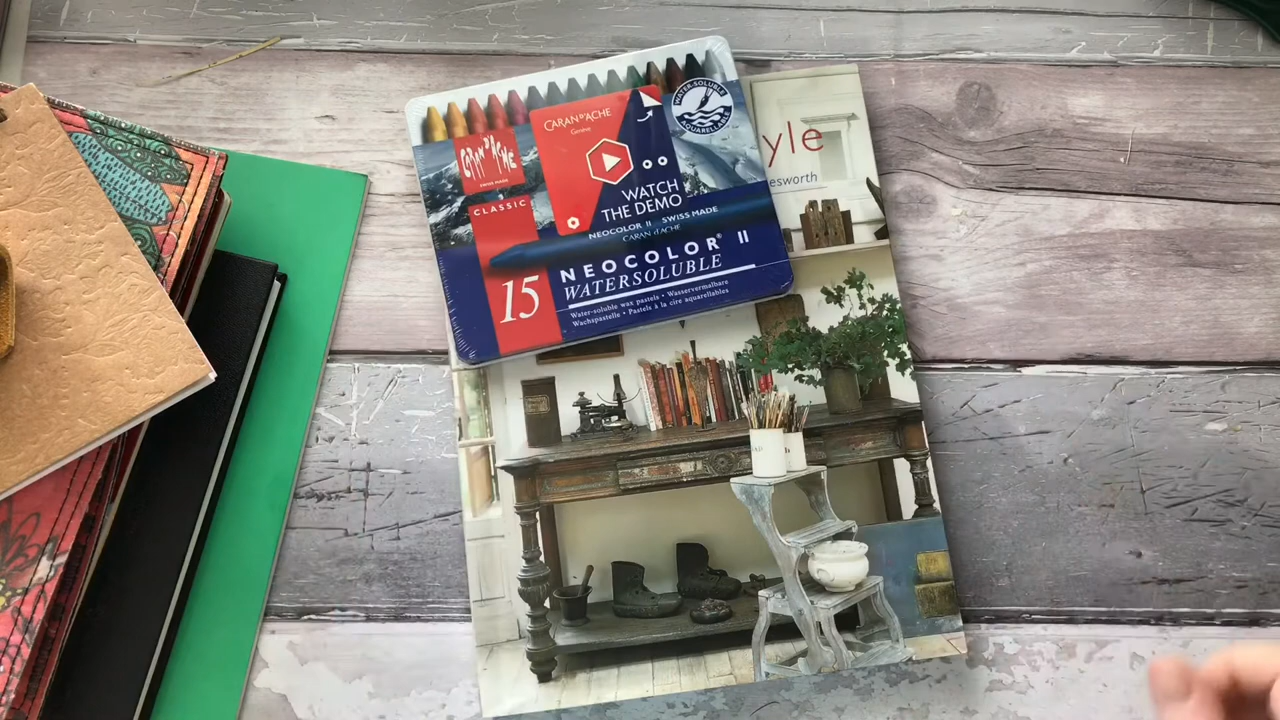 CARAN D'ACHE
Genève
WATER-SOLUBLE
AQUARELLABLE
CARAN D'ACHE
SWISS MADE
WATCH
THE DEMO
CLASSIC
NEOCOLOR II SWISS MADE
CARAN d'ACHE
15
NEOCOLOR® II
WATERSOLUBLE
Water-soluble wax pastels • Wasservermalbare
Wachspastelle • Pastels à la cire aquarellables
yle
esworth